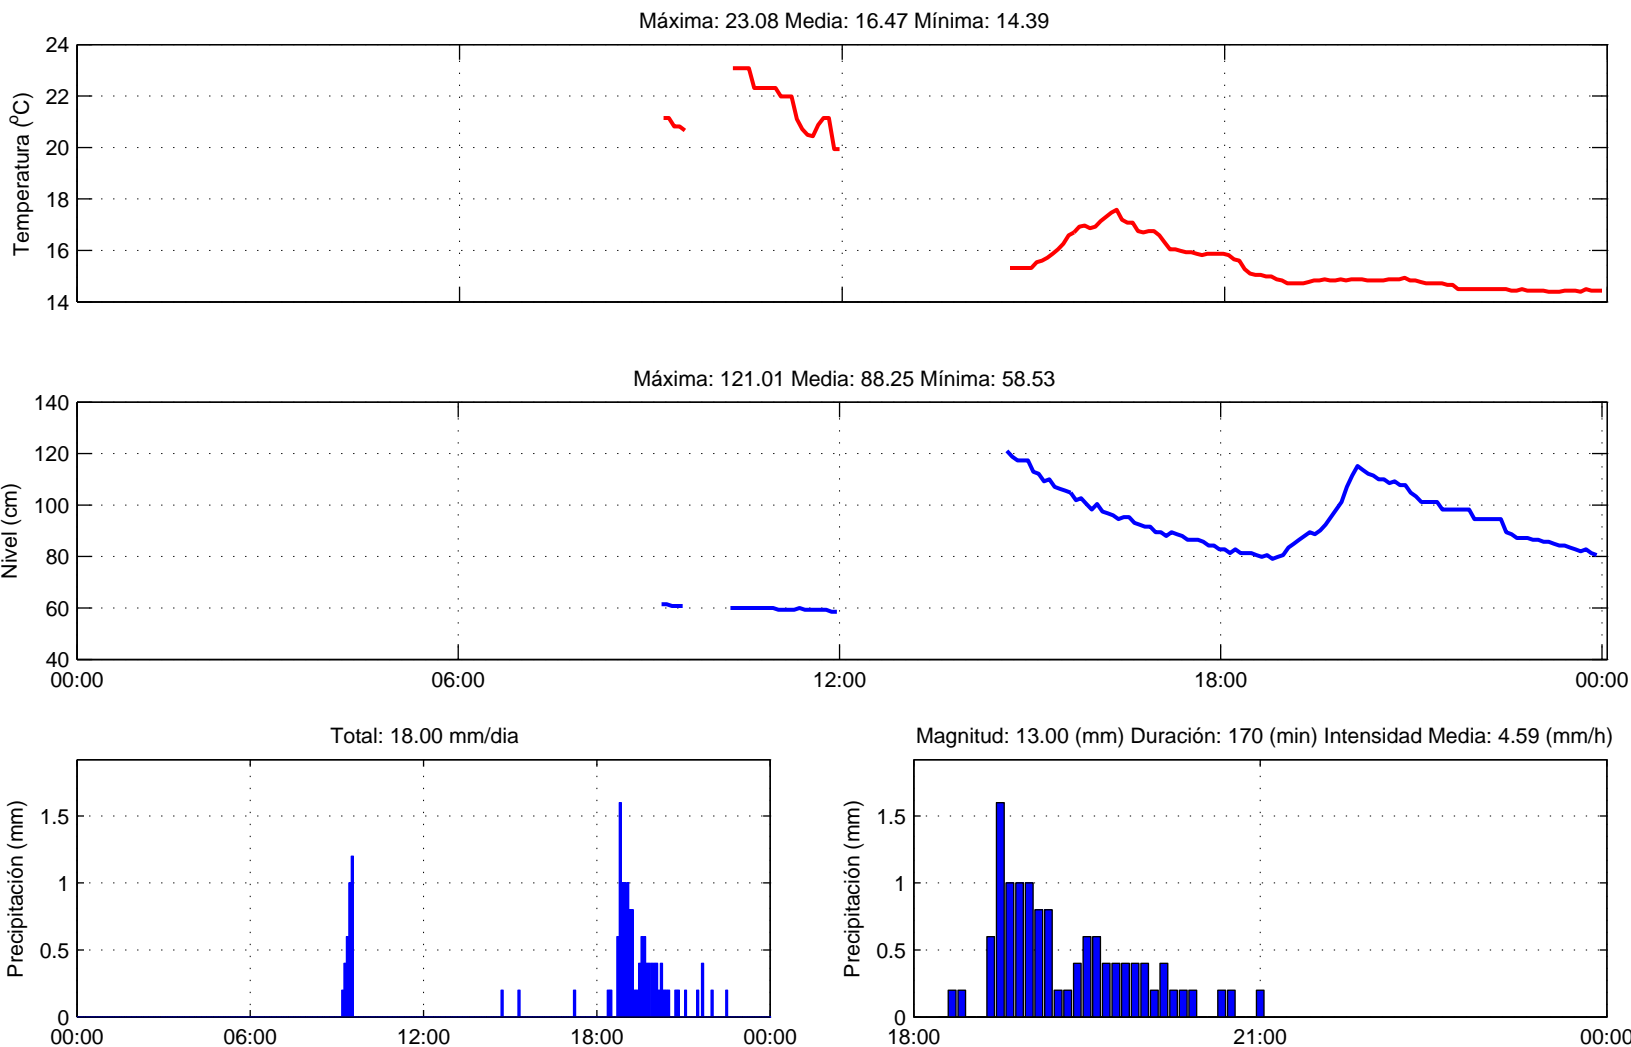 Máxima: 23.08 Media: 16.47 Mínima: 14.39
24
22
20
18
16
14
Temperatura (ºC)
Máxima: 121.01 Media: 88.25 Mínima: 58.53
140
120
100
80
60
40
Nivel (cm)
00:00 06:00 12:00 18:00 00:00
Total: 18.00 mm/dia
1.5
1
0.5
0
Precipitación (mm)
00:00 06:00 12:00 18:00 00:00
Magnitud: 13.00 (mm) Duración: 170 (min) Intensidad Media: 4.59 (mm/h)
1.5
1
0.5
0
Precipitación (mm)
18:00 21:00 00:00